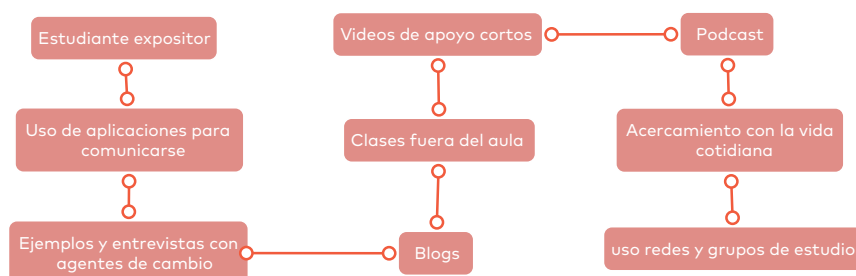 Estudiante expositor
Uso de aplicaciones para
comunicarse
Ejemplos y entrevistas con
agentes de cambio
Blogs
Clases fuera del aula
Videos de apoyo cortos
Podcast
Acercamiento con la vida
cotidiana
uso redes y grupos de estudio